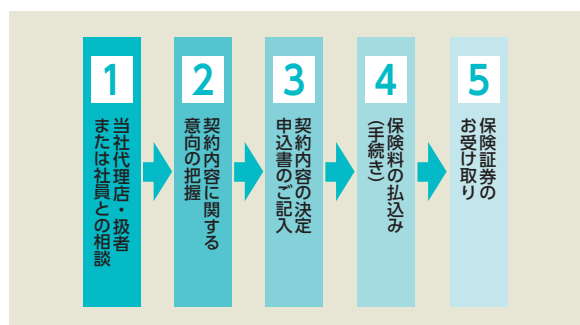 1
当社代理店・扱者
または社員との相談
2
契約内容に関する
意向の把握
3
契約内容の決定
申込書のご記入
4
保険料の払込み
(手続き)
5
保険証券の
お受け取り